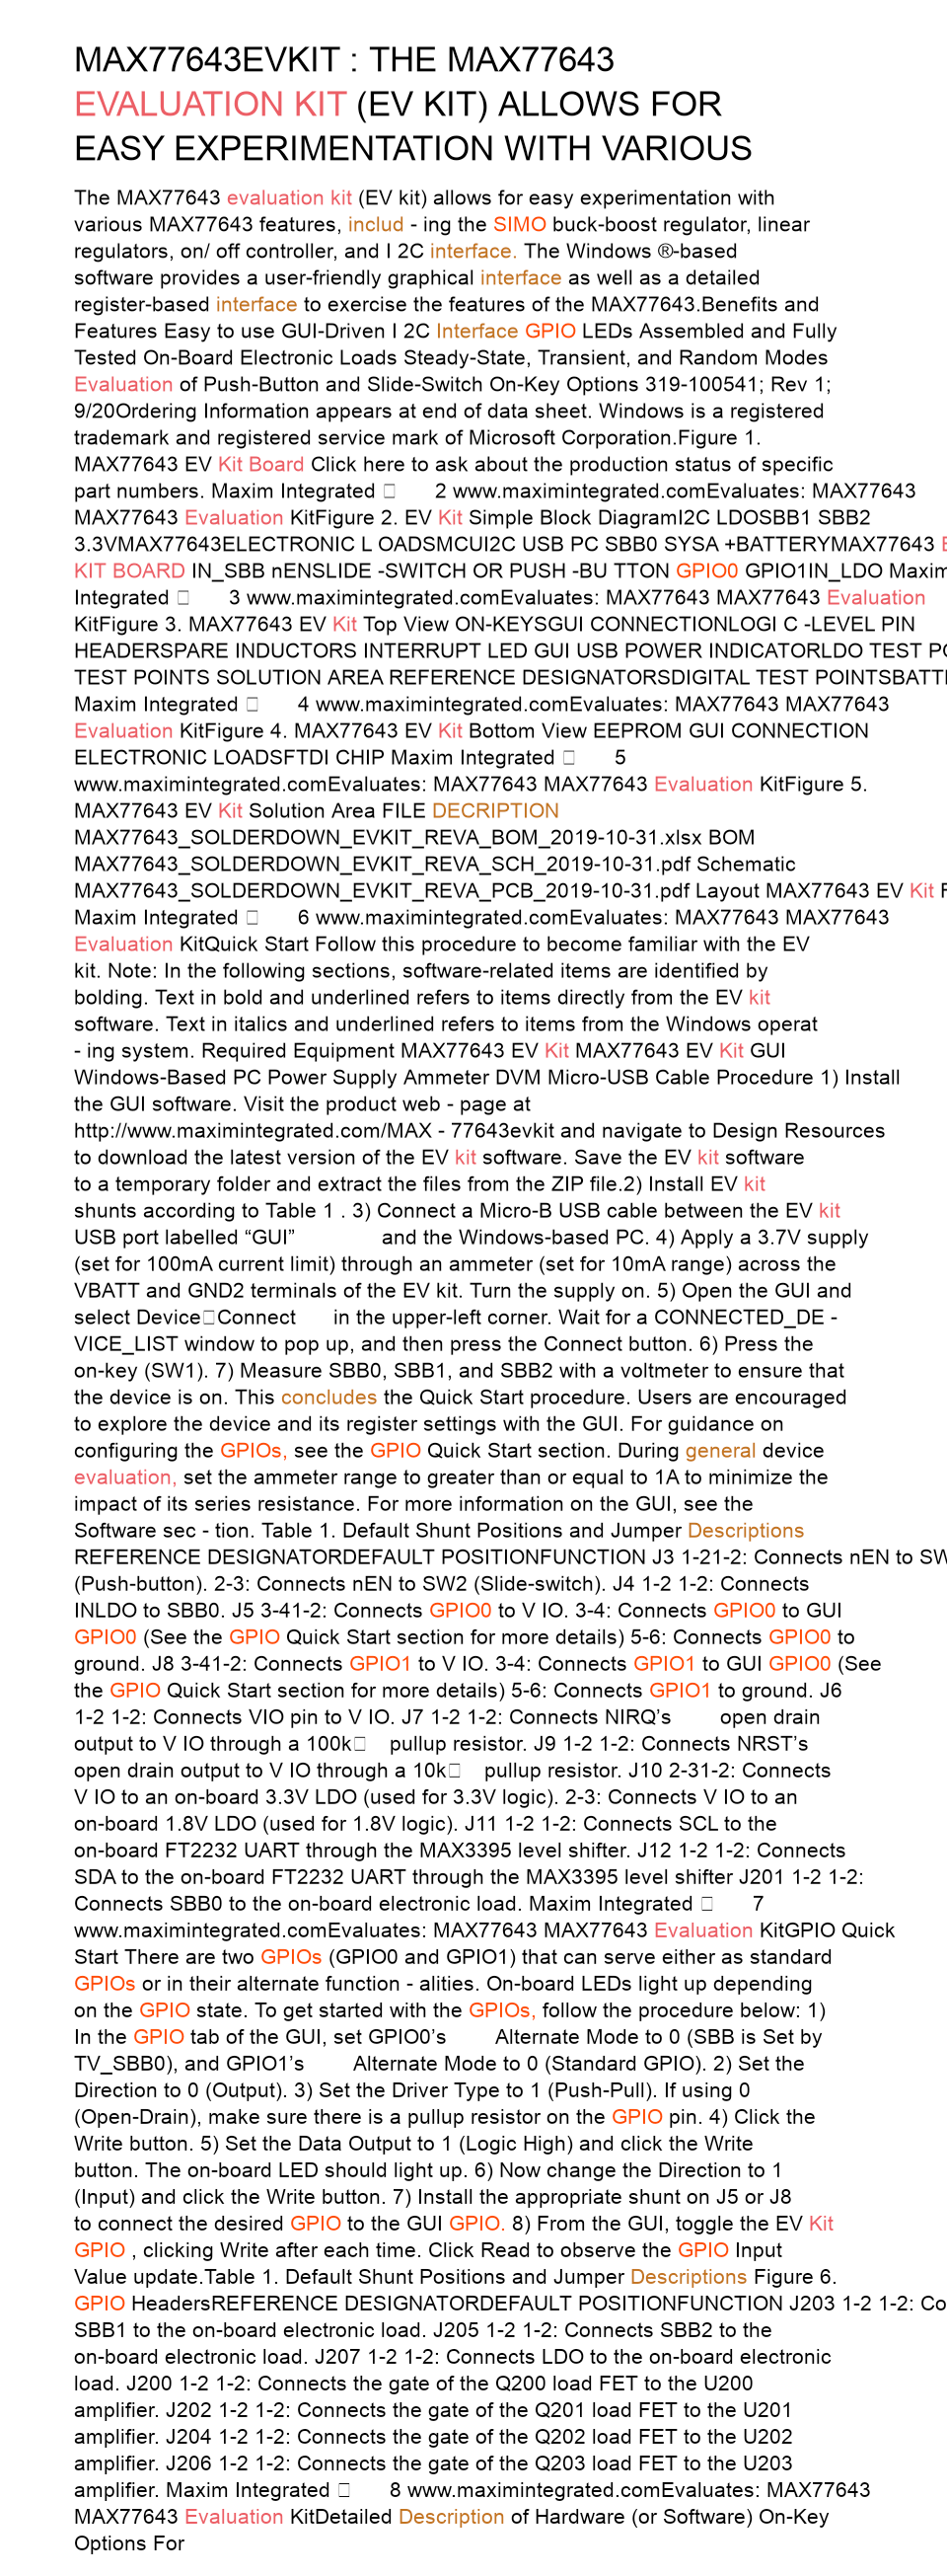 MAX77643EVKIT : THE MAX77643
EVALUATION KIT (EV KIT) ALLOWS FOR
EASY EXPERIMENTATION WITH VARIOUS
The MAX77643 evaluation kit (EV kit) allows for easy experimentation with
various MAX77643 features, includ - ing the SIMO buck-boost regulator, linear
regulators, on/ off controller, and I 2C interface. The Windows ®-based
software provides a user-friendly graphical interface as well as a detailed
register-based interface to exercise the features of the MAX77643.Benefits and
Features Easy to use GUI-Driven I 2C Interface GPIO LEDs Assembled and Fully
Tested On-Board Electronic Loads Steady-State, Transient, and Random Modes
Evaluation of Push-Button and Slide-Switch On-Key Options 319-100541; Rev 1;
9/20Ordering Information appears at end of data sheet. Windows is a registered
trademark and registered service mark of Microsoft Corporation.Figure 1.
MAX77643 EV Kit Board Click here to ask about the production status of specific
part numbers. Maxim Integrated 2 www.maximintegrated.comEvaluates: MAX77643
MAX77643 Evaluation KitFigure 2. EV Kit Simple Block DiagramI2C LDOSBB1 SBB2
3.3VMAX77643ELECTRONIC L OADSMCUI2C USB PC SBB0 SYSA +BATTERYMAX77643
KIT BOARD IN_SBB nENSLIDE -SWITCH OR PUSH -BU TTON GPIO0 GPIO1IN_LDO Maxim
Integrated 3 www.maximintegrated.comEvaluates: MAX77643 MAX77643 Evaluation
KitFigure 3. MAX77643 EV Kit Top View ON-KEYSGUI CONNECTIONLOGI C -LEVEL PIN
HEADERSPARE INDUCTORS INTERRUPT LED GUI USB POWER INDICATORLDO TEST
TEST POINTS SOLUTION AREA REFERENCE DESIGNATORSDIGITAL TEST
Maxim Integrated 4 www.maximintegrated.comEvaluates: MAX77643 MAX77643
Evaluation KitFigure 4. MAX77643 EV Kit Bottom View EEPROM GUI CONNECTION
ELECTRONIC LOADSFTDI CHIP Maxim Integrated 5
www.maximintegrated.comEvaluates: MAX77643 MAX77643 Evaluation KitFigure 5.
MAX77643 EV Kit Solution Area FILE DECRIPTION
MAX77643_SOLDERDOWN_EVKIT_REVA_BOM_2019-10-31.xlsx BOM
MAX77643_SOLDERDOWN_EVKIT_REVA_SCH_2019-10-31.pdf Schematic
MAX77643_SOLDERDOWN_EVKIT_REVA_PCB_2019-10-31.pdf Layout MAX77643 EV Kit
Maxim Integrated 6 www.maximintegrated.comEvaluates: MAX77643 MAX77643
Evaluation KitQuick Start Follow this procedure to become familiar with the EV
kit. Note: In the following sections, software-related items are identified by
bolding. Text in bold and underlined refers to items directly from the EV kit
software. Text in italics and underlined refers to items from the Windows operat
- ing system. Required Equipment MAX77643 EV Kit MAX77643 EV Kit GUI
Windows-Based PC Power Supply Ammeter DVM Micro-USB Cable Procedure 1) Install
the GUI software. Visit the product web - page at
http://www.maximintegrated.com/MAX - 77643evkit and navigate to Design Resources
to download the latest version of the EV kit software. Save the EV kit software
to a temporary folder and extract the files from the ZIP file.2) Install EV kit
shunts according to Table 1 . 3) Connect a Micro-B USB cable between the EV kit
USB port labelled “GUI” and the Windows-based PC. 4) Apply a 3.7V supply
(set for 100mA current limit) through an ammeter (set for 10mA range) across the
VBATT and GND2 terminals of the EV kit. Turn the supply on. 5) Open the GUI and
select Device Connect in the upper-left corner. Wait for a CONNECTED_DE -
VICE_LIST window to pop up, and then press the Connect button. 6) Press the
on-key (SW1). 7) Measure SBB0, SBB1, and SBB2 with a voltmeter to ensure that
the device is on. This concludes the Quick Start procedure. Users are encouraged
to explore the device and its register settings with the GUI. For guidance on
configuring the GPIOs, see the GPIO Quick Start section. During general device
evaluation, set the ammeter range to greater than or equal to 1A to minimize the
impact of its series resistance. For more information on the GUI, see the
Software sec - tion. Table 1. Default Shunt Positions and Jumper Descriptions
REFERENCE DESIGNATORDEFAULT POSITIONFUNCTION J3 1-21-2: Connects nEN to
(Push-button). 2-3: Connects nEN to SW2 (Slide-switch). J4 1-2 1-2: Connects
INLDO to SBB0. J5 3-41-2: Connects GPIO0 to V IO. 3-4: Connects GPIO0 to GUI
GPIO0 (See the GPIO Quick Start section for more details) 5-6: Connects GPIO0 to
ground. J8 3-41-2: Connects GPIO1 to V IO. 3-4: Connects GPIO1 to GUI GPIO0 (See
the GPIO Quick Start section for more details) 5-6: Connects GPIO1 to ground. J6
1-2 1-2: Connects VIO pin to V IO. J7 1-2 1-2: Connects NIRQ’s open drain
output to V IO through a 100k pullup resistor. J9 1-2 1-2: Connects NRST’s
open drain output to V IO through a 10k pullup resistor. J10 2-31-2: Connects
V IO to an on-board 3.3V LDO (used for 3.3V logic). 2-3: Connects V IO to an
on-board 1.8V LDO (used for 1.8V logic). J11 1-2 1-2: Connects SCL to the
on-board FT2232 UART through the MAX3395 level shifter. J12 1-2 1-2: Connects
SDA to the on-board FT2232 UART through the MAX3395 level shifter J201 1-2 1-2:
Connects SBB0 to the on-board electronic load. Maxim Integrated 7
www.maximintegrated.comEvaluates: MAX77643 MAX77643 Evaluation KitGPIO Quick
Start There are two GPIOs (GPIO0 and GPIO1) that can serve either as standard
GPIOs or in their alternate function - alities. On-board LEDs light up depending
on the GPIO state. To get started with the GPIOs, follow the procedure below: 1)
In the GPIO tab of the GUI, set GPIO0’s Alternate Mode to 0 (SBB is Set by
TV_SBB0), and GPIO1’s Alternate Mode to 0 (Standard GPIO). 2) Set the
Direction to 0 (Output). 3) Set the Driver Type to 1 (Push-Pull). If using 0
(Open-Drain), make sure there is a pullup resistor on the GPIO pin. 4) Click the
Write button. 5) Set the Data Output to 1 (Logic High) and click the Write
button. The on-board LED should light up. 6) Now change the Direction to 1
(Input) and click the Write button. 7) Install the appropriate shunt on J5 or J8
to connect the desired GPIO to the GUI GPIO. 8) From the GUI, toggle the EV Kit
GPIO , clicking Write after each time. Click Read to observe the GPIO Input
Value update.Table 1. Default Shunt Positions and Jumper Descriptions Figure 6.
GPIO HeadersREFERENCE DESIGNATORDEFAULT POSITIONFUNCTION J203 1-2 1-2:
SBB1 to the on-board electronic load. J205 1-2 1-2: Connects SBB2 to the
on-board electronic load. J207 1-2 1-2: Connects LDO to the on-board electronic
load. J200 1-2 1-2: Connects the gate of the Q200 load FET to the U200
amplifier. J202 1-2 1-2: Connects the gate of the Q201 load FET to the U201
amplifier. J204 1-2 1-2: Connects the gate of the Q202 load FET to the U202
amplifier. J206 1-2 1-2: Connects the gate of the Q203 load FET to the U203
amplifier. Maxim Integrated 8 www.maximintegrated.comEvaluates: MAX77643
MAX77643 Evaluation KitDetailed Description of Hardware (or Software) On-Key
Options For